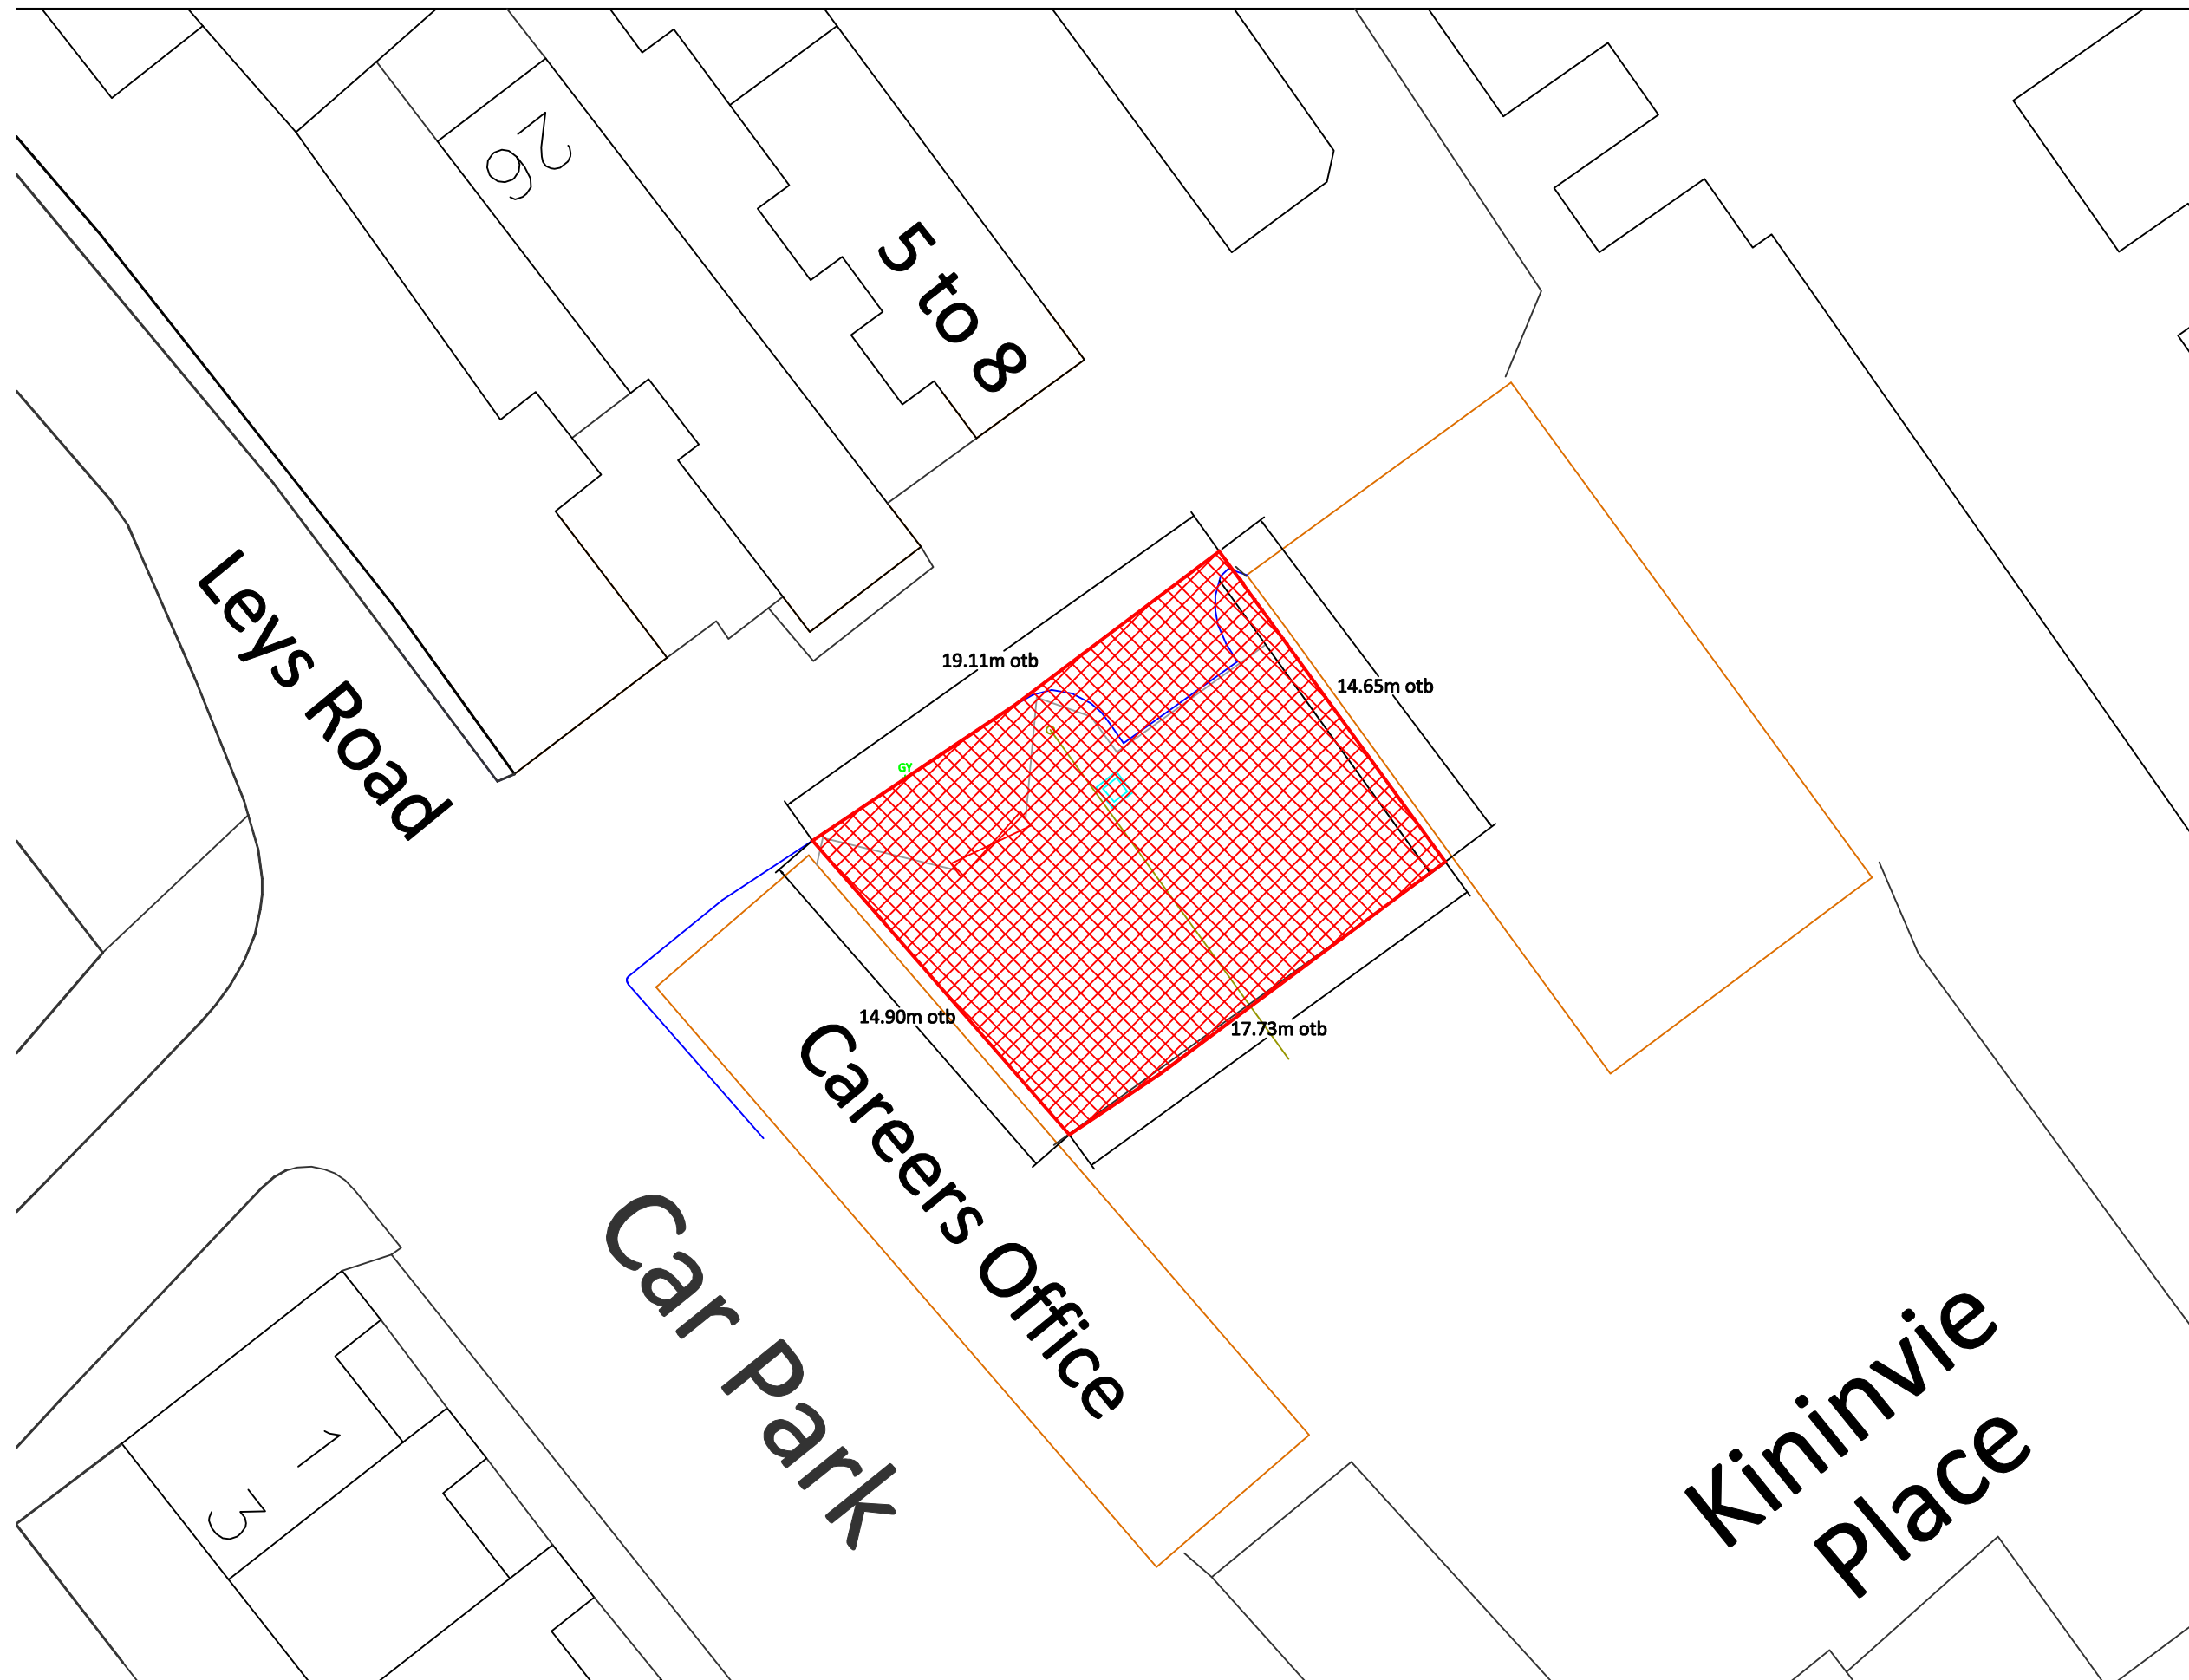 26
5 to 8
Leys Road
19.11m otb
14.65m otb
GY
G
14.90m otb
17.73m otb
Careers Office
Car Park
1
3
Kininvie
Place